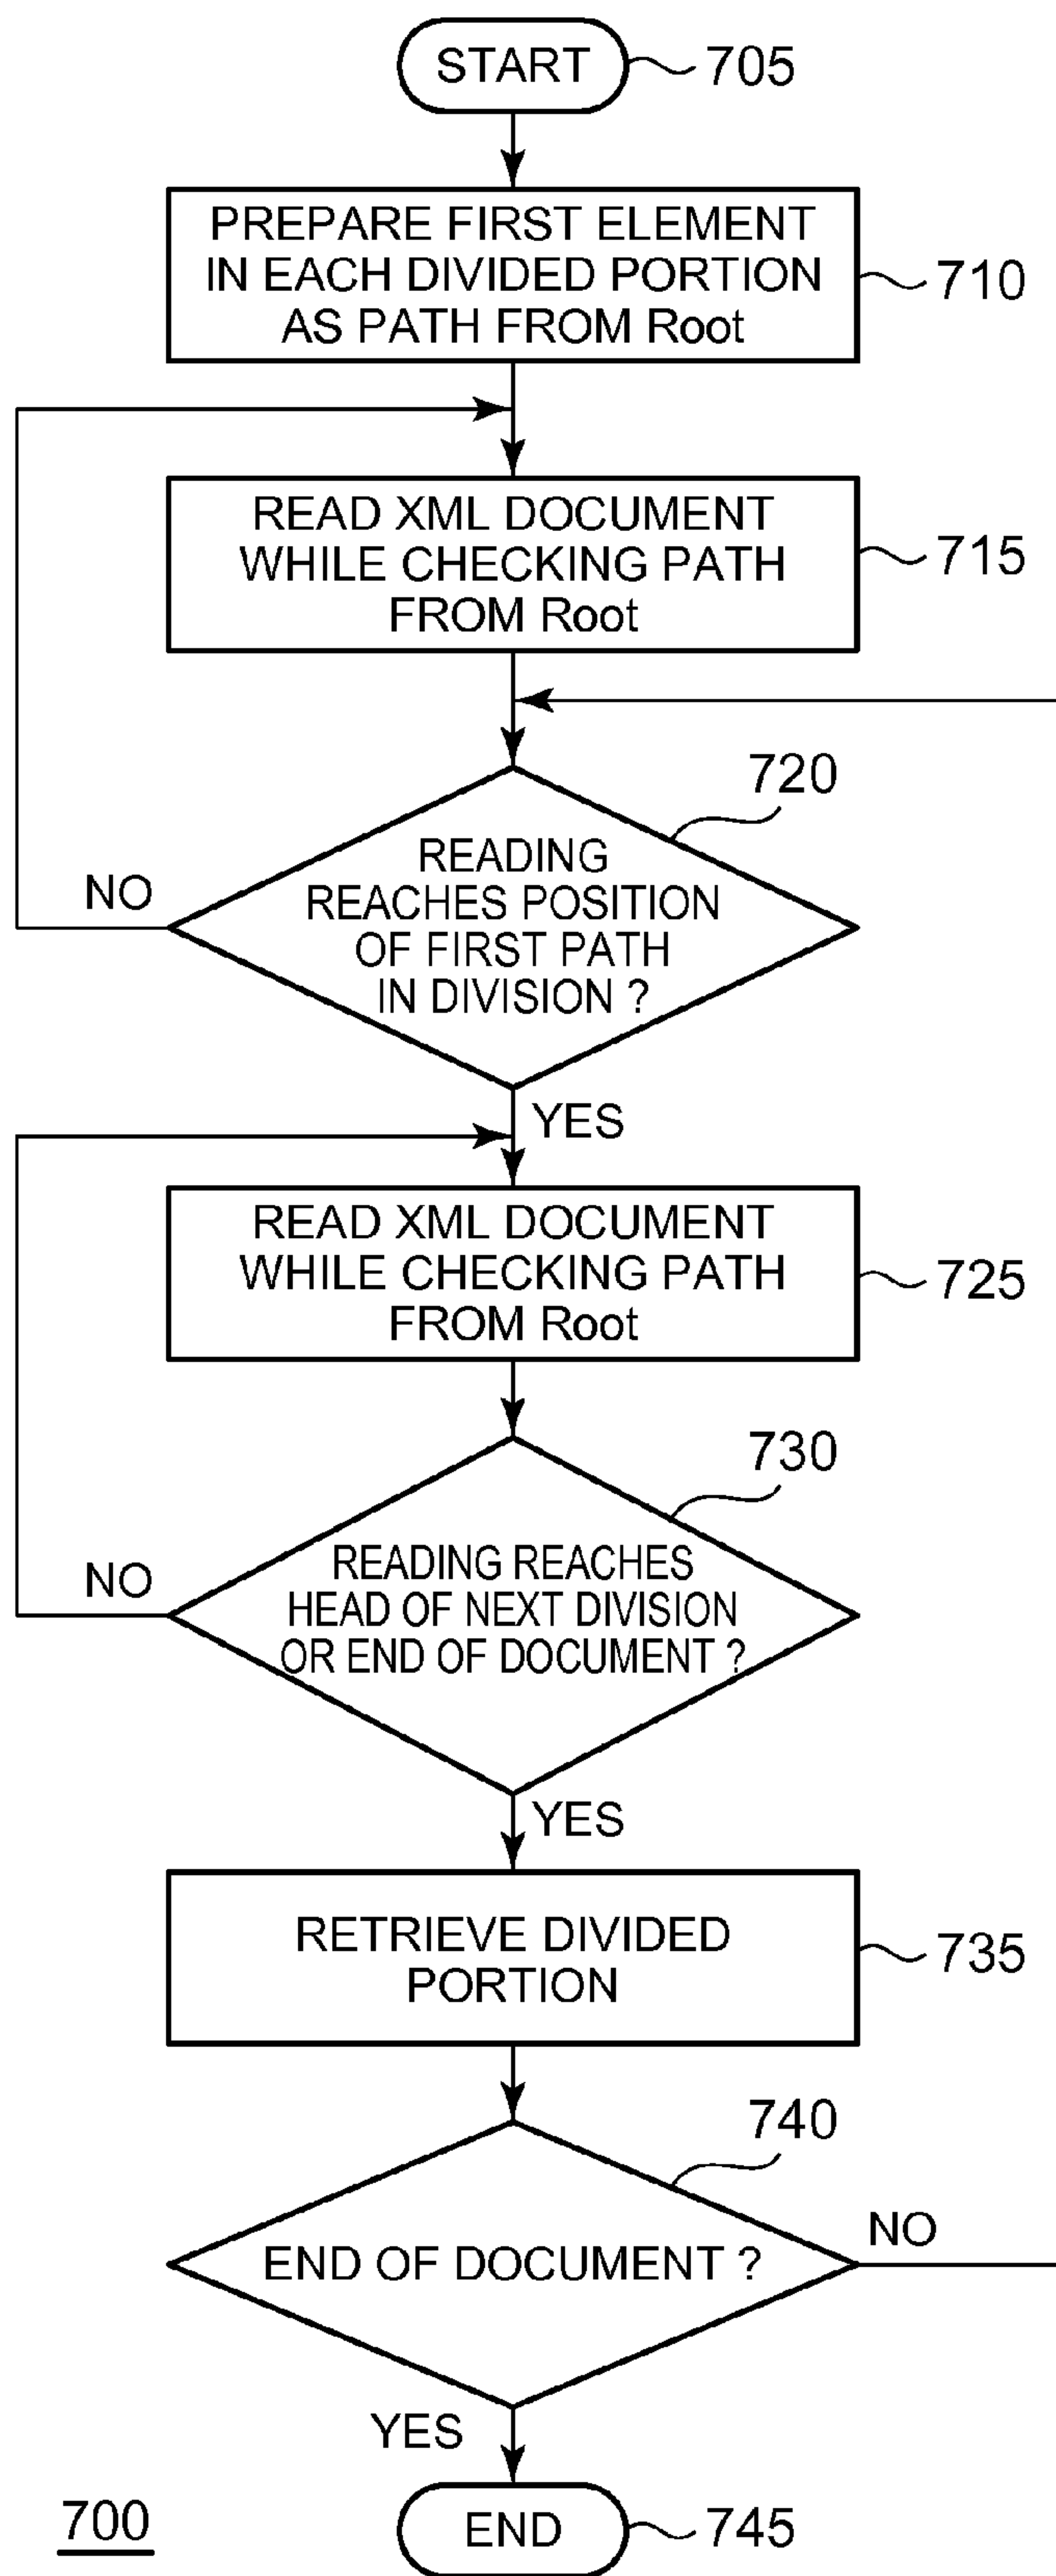 START
705
PREPARE FIRST ELEMENT
IN EACH DIVIDED PORTION
AS PATH FROM Root
710
READ XML DOCUMENT
WHILE CHECKING PATH
FROM Root
715
720
READING
REACHES POSITION
OF FIRST PATH
IN DIVISION ?
NO
YES
READ XML DOCUMENT
WHILE CHECKING PATH
FROM Root
725
730
READING REACHES
HEAD OF NEXT DIVISION
OR END OF DOCUMENT ?
NO
YES
RETRIEVE DIVIDED
PORTION
735
740
END OF DOCUMENT ?
NO
YES
END
745
700